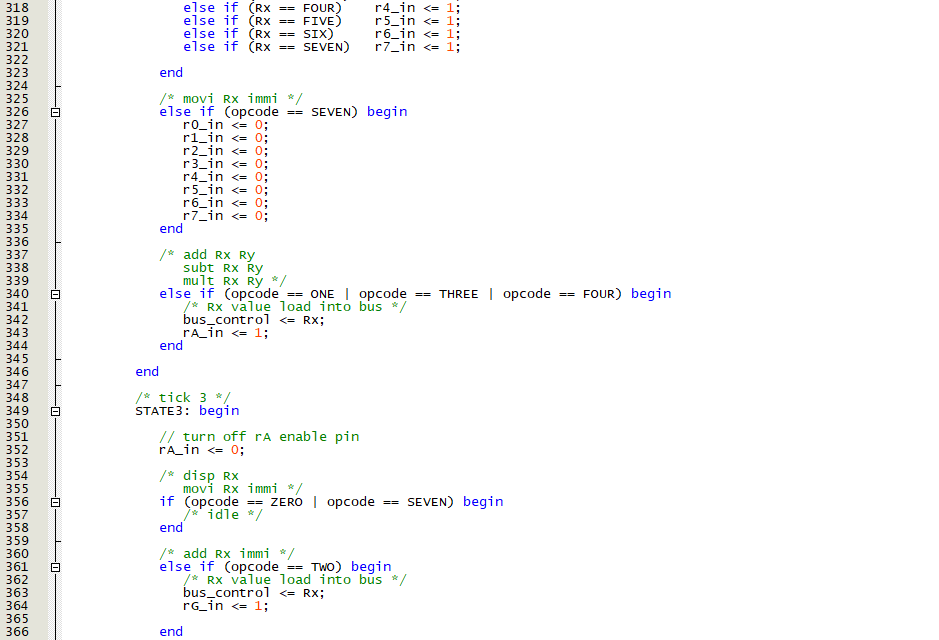 318 else if (Rx == FOUR) r4_in <= 1;
319 else if (Rx == FIVE) r5_in <= 1;
320 else if (Rx == SIX) r6_in <= 1;
321 else if (Rx == SEVEN) r7_in <= 1;
322
323 end
324
325 /* movi Rx immi */
326 else if (opcode == SEVEN) begin
327 r0_in <= 0;
328 r1_in <= 0;
329 r2_in <= 0;
330 r3_in <= 0;
331 r4_in <= 0;
332 r5_in <= 0;
333 r6_in <= 0;
334 r7_in <= 0;
335 end
336
337 /* add Rx Ry
338 subt Rx Ry
339 mult Rx Ry */
340 else if (opcode == ONE | opcode == THREE | opcode == FOUR) begin
341 /* Rx value load into bus */
342 bus_control <= Rx;
343 rA_in <= 1;
344 end
345
346 end
347
348 /* tick 3 */
349 STATE3: begin
350
351 // turn off rA enable pin
352 rA_in <= 0;
353
354 /* disp Rx
355 movi Rx immi */
356 if (opcode == ZERO | opcode == SEVEN) begin
357 /* idle */
358 end
359
360 /* add Rx immi */
361 else if (opcode == TWO) begin
362 /* Rx value load into bus */
363 bus_control <= Rx;
364 rG_in <= 1;
365
366 end